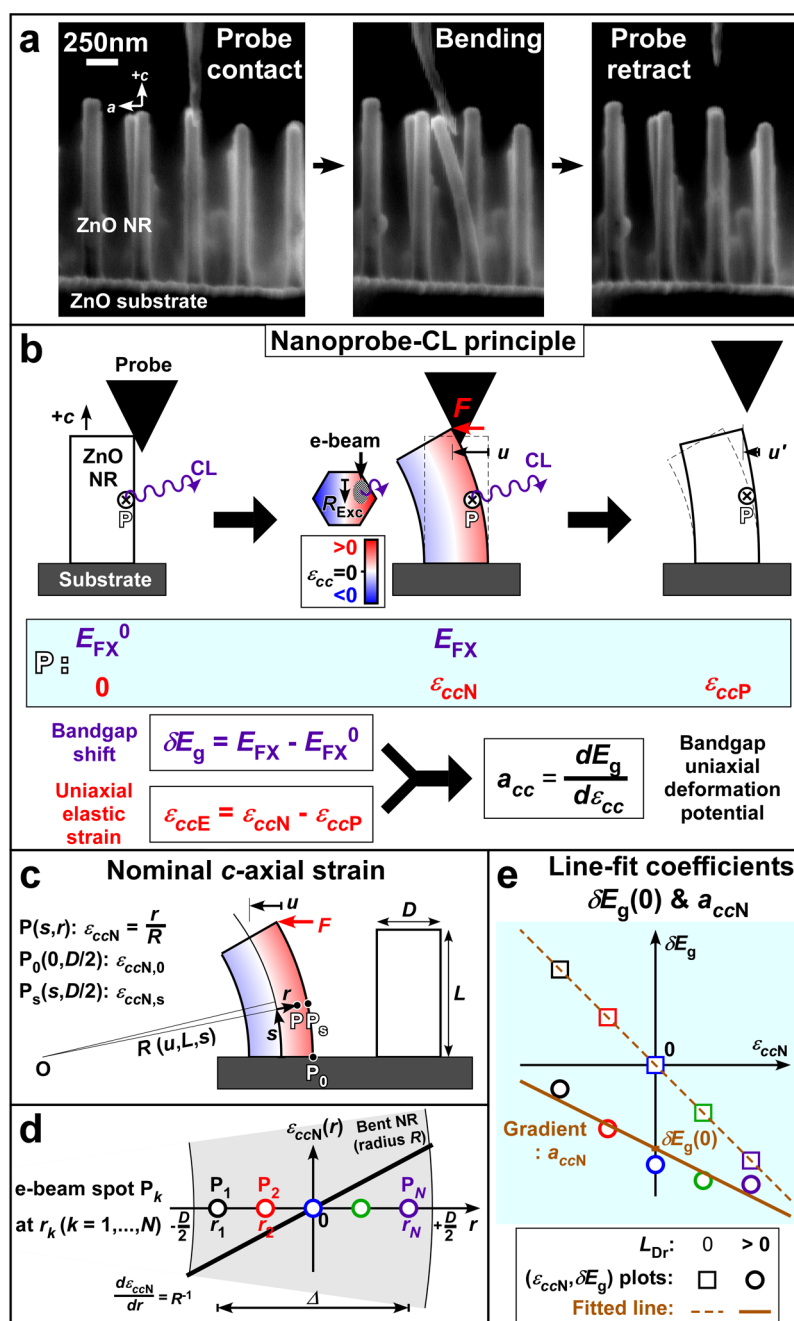 a
250nm
+c
a
Probe
contact
Bending
Probe
retract
ZnO NR
ZnO substrate
b
Nanoprobe-CL principle
Probe
+c
ZnO
NR
CL
P
Substrate
e-beam
R_Exc
>0
ε_cc=0
<0
F
u
CL
P
u'
P
P :
E_FX^0
E_FX
0
ε_ccN
ε_ccP
Bandgap
shift
δE_g = E_FX - E_FX^0
Uniaxial
elastic
strain
ε_ccE = ε_ccN - ε_ccP
a_cc = dE_g / dε_cc
Bandgap
uniaxial
deformation
potential
c
Nominal c-axial strain
P(s,r): ε_ccN = r / R
P_0(0,D/2): ε_ccN,0
P_s(s,D/2): ε_ccN,s
u
F
D
L
r
P
P_s
s
R (u,L,s)
O
P_0
d
ε_ccN(r)
Bent NR
(radius R)
e-beam spot P_k
at r_k (k = 1,...,N)
P_1
P_2
P_N
-D/2
r_1
r_2
0
r_N
+D/2
r
dε_ccN / dr = R^-1
Δ
e
Line-fit coefficients
δE_g(0) & a_ccN
δE_g
0
ε_ccN
δE_g(0)
Gradient
: a_ccN
L_Dr: 0 > 0
(ε_ccN,δE_g) plots:
Fitted line: